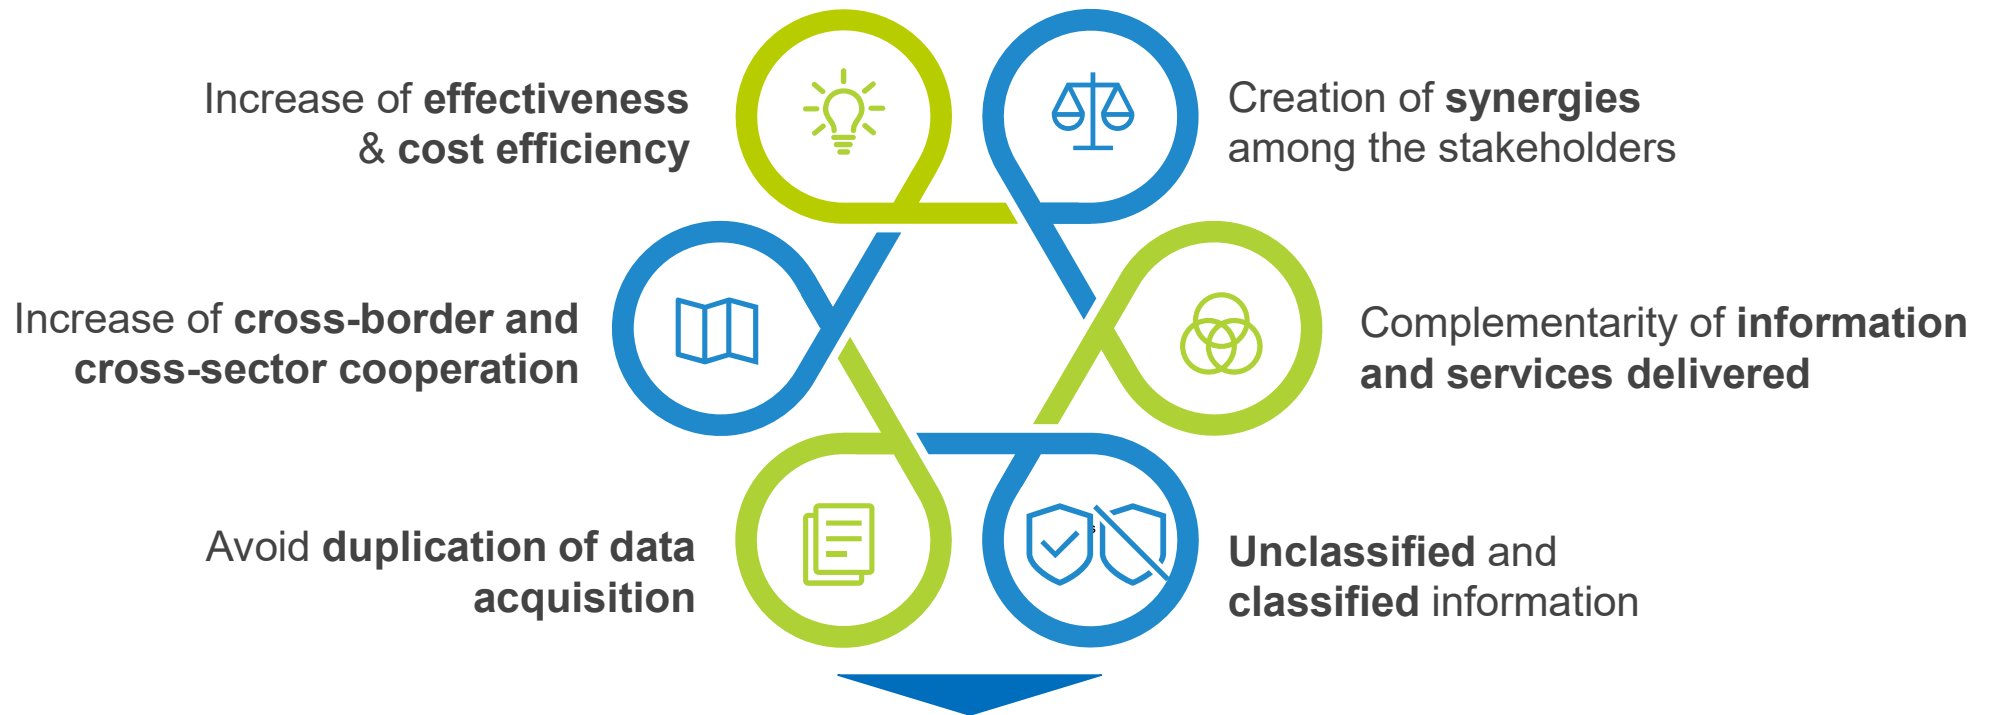 Increase of effectiveness
& cost efficiency
Creation of synergies
among the stakeholders
Increase of cross-border and
cross-sector cooperation
Complementarity of information
and services delivered
Avoid duplication of data
acquisition
Unclassified and
classified information